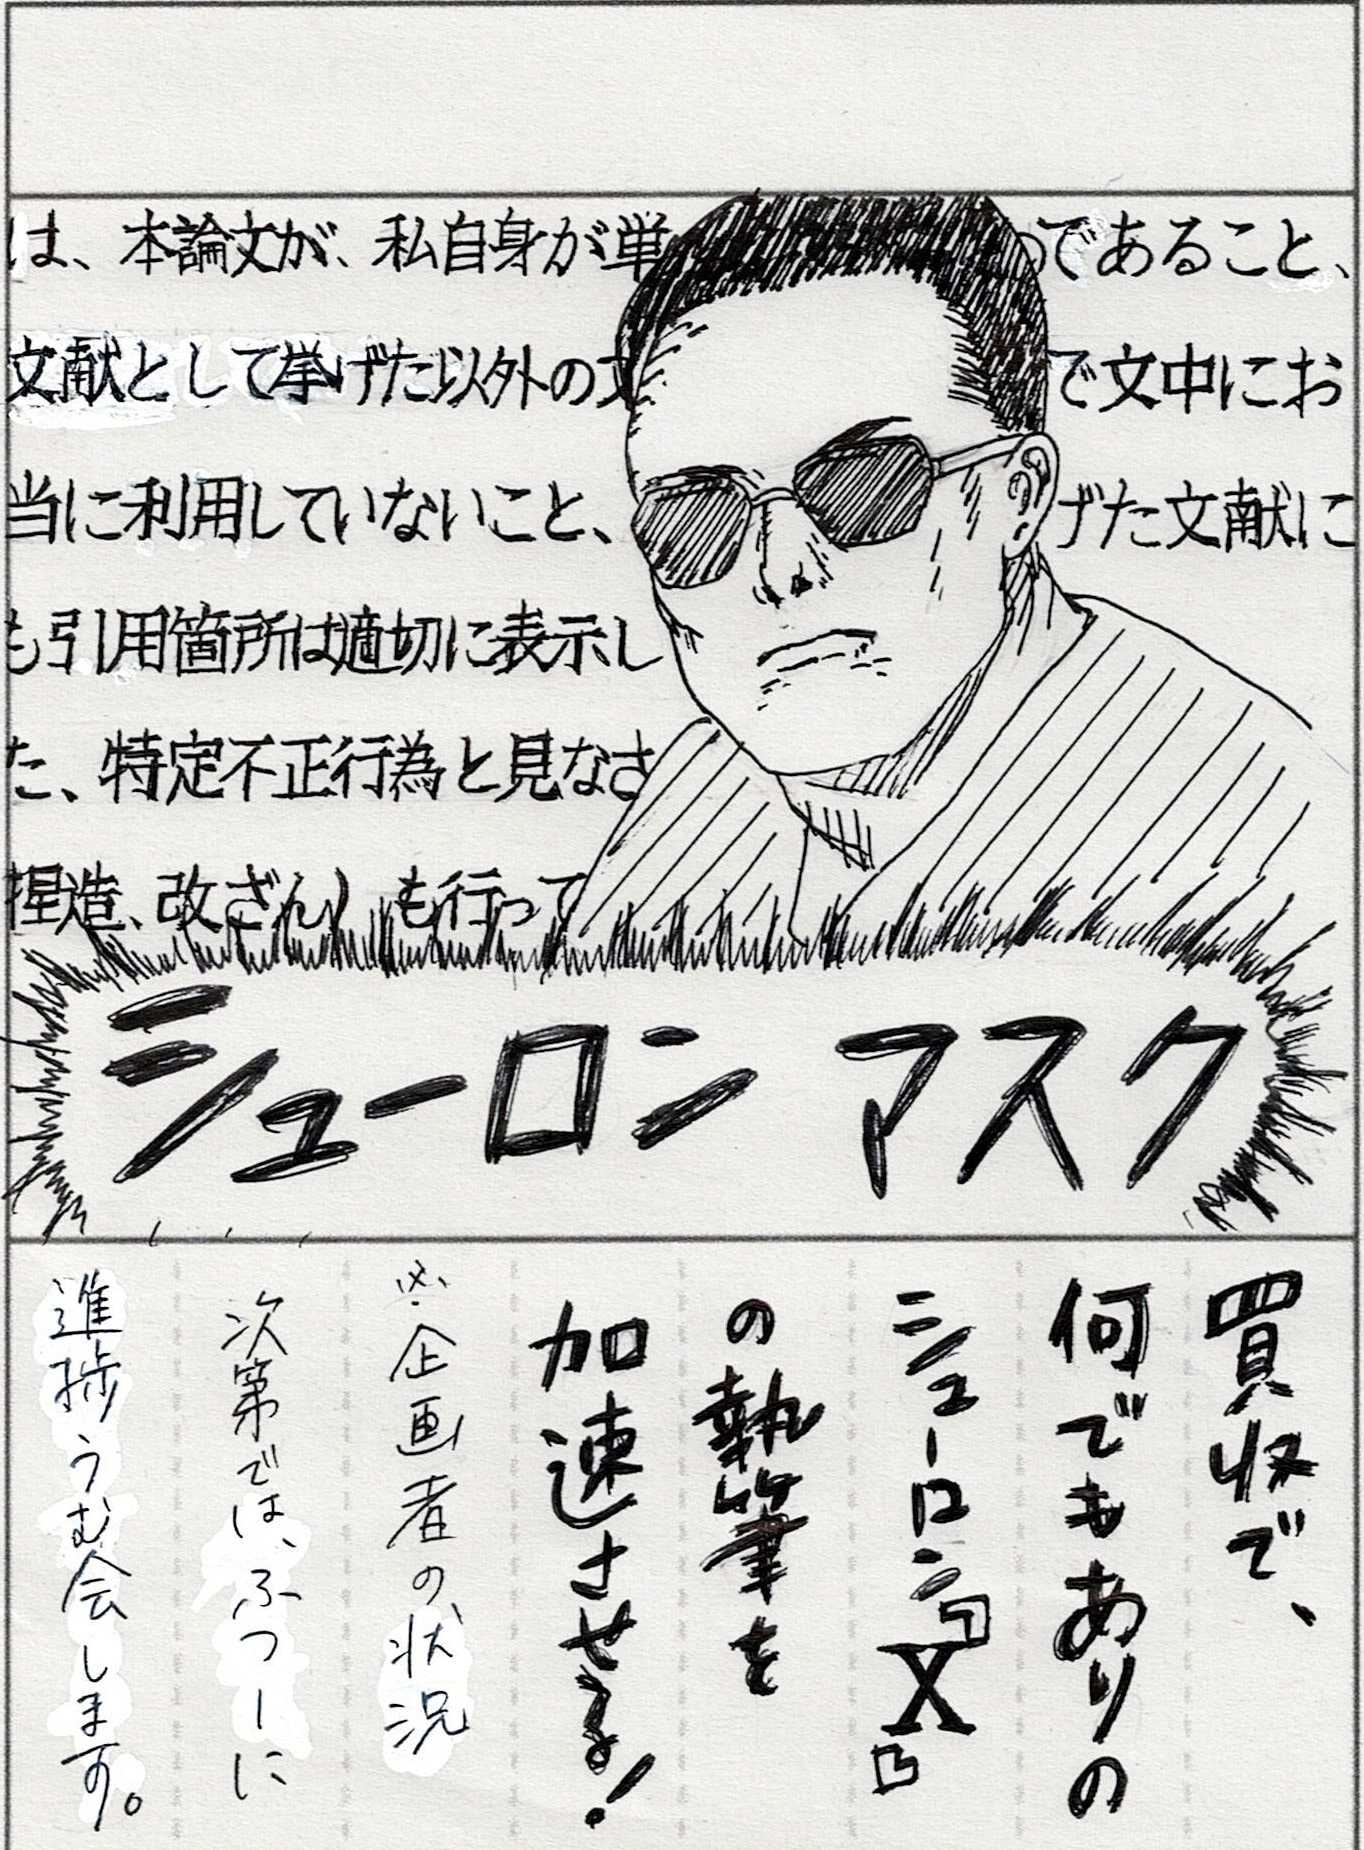 は、本論文が、私自身が単
であること、
文献として挙げた以外の文
で文中にお
当に利用していないこと、
げた文献に
も引用箇所は適切に表示し
た、特定不正行為と見なさ
捏造、改ざん）も行って
シューロン マスク
買収で、
何でもありの
シューロン『X』
の執筆を
加速させる!
※企画者の状況
次第では、ふつーに
進捗うむ会します。